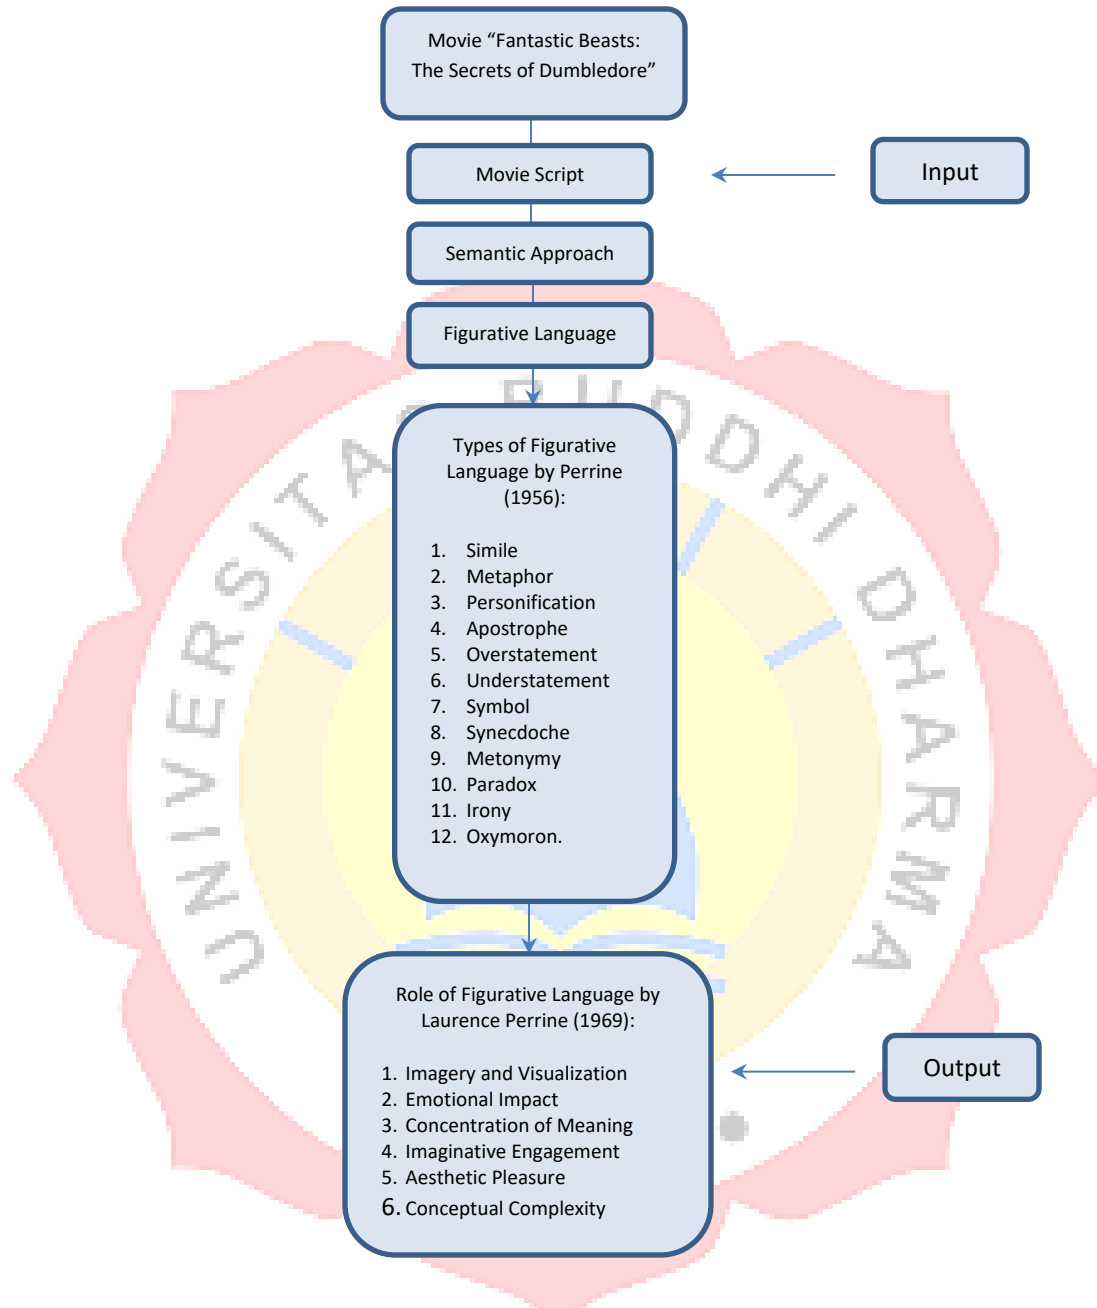 Movie “Fantastic Beasts:
The Secrets of Dumbledore”
Movie Script
Input
Semantic Approach
Figurative Language
Types of Figurative
Language by Perrine
(1956):
1. Simile
2. Metaphor
3. Personification
4. Apostrophe
5. Overstatement
6. Understatement
7. Symbol
8. Synecdoche
9. Metonymy
10. Paradox
11. Irony
12. Oxymoron.
Role of Figurative Language by
Laurence Perrine (1969):
1. Imagery and Visualization
2. Emotional Impact
3. Concentration of Meaning
4. Imaginative Engagement
5. Aesthetic Pleasure
6. Conceptual Complexity
Output
UNIVERSITAS BUDDHI DHARMA